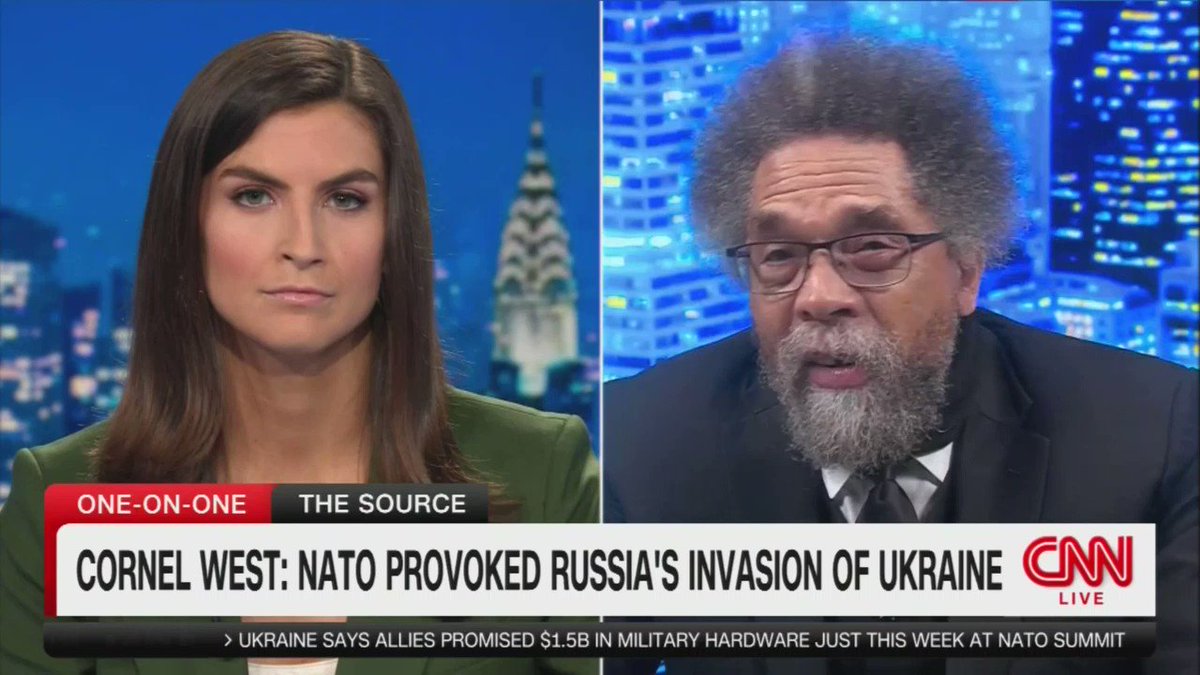 ONE-ON-ONE THE SOURCE
CORNEL WEST: NATO PROVOKED RUSSIA'S INVASION OF UKRAINE
CNN
LIVE
> UKRAINE SAYS ALLIES PROMISED $1.5B IN MILITARY HARDWARE JUST THIS WEEK AT NATO SUMMIT